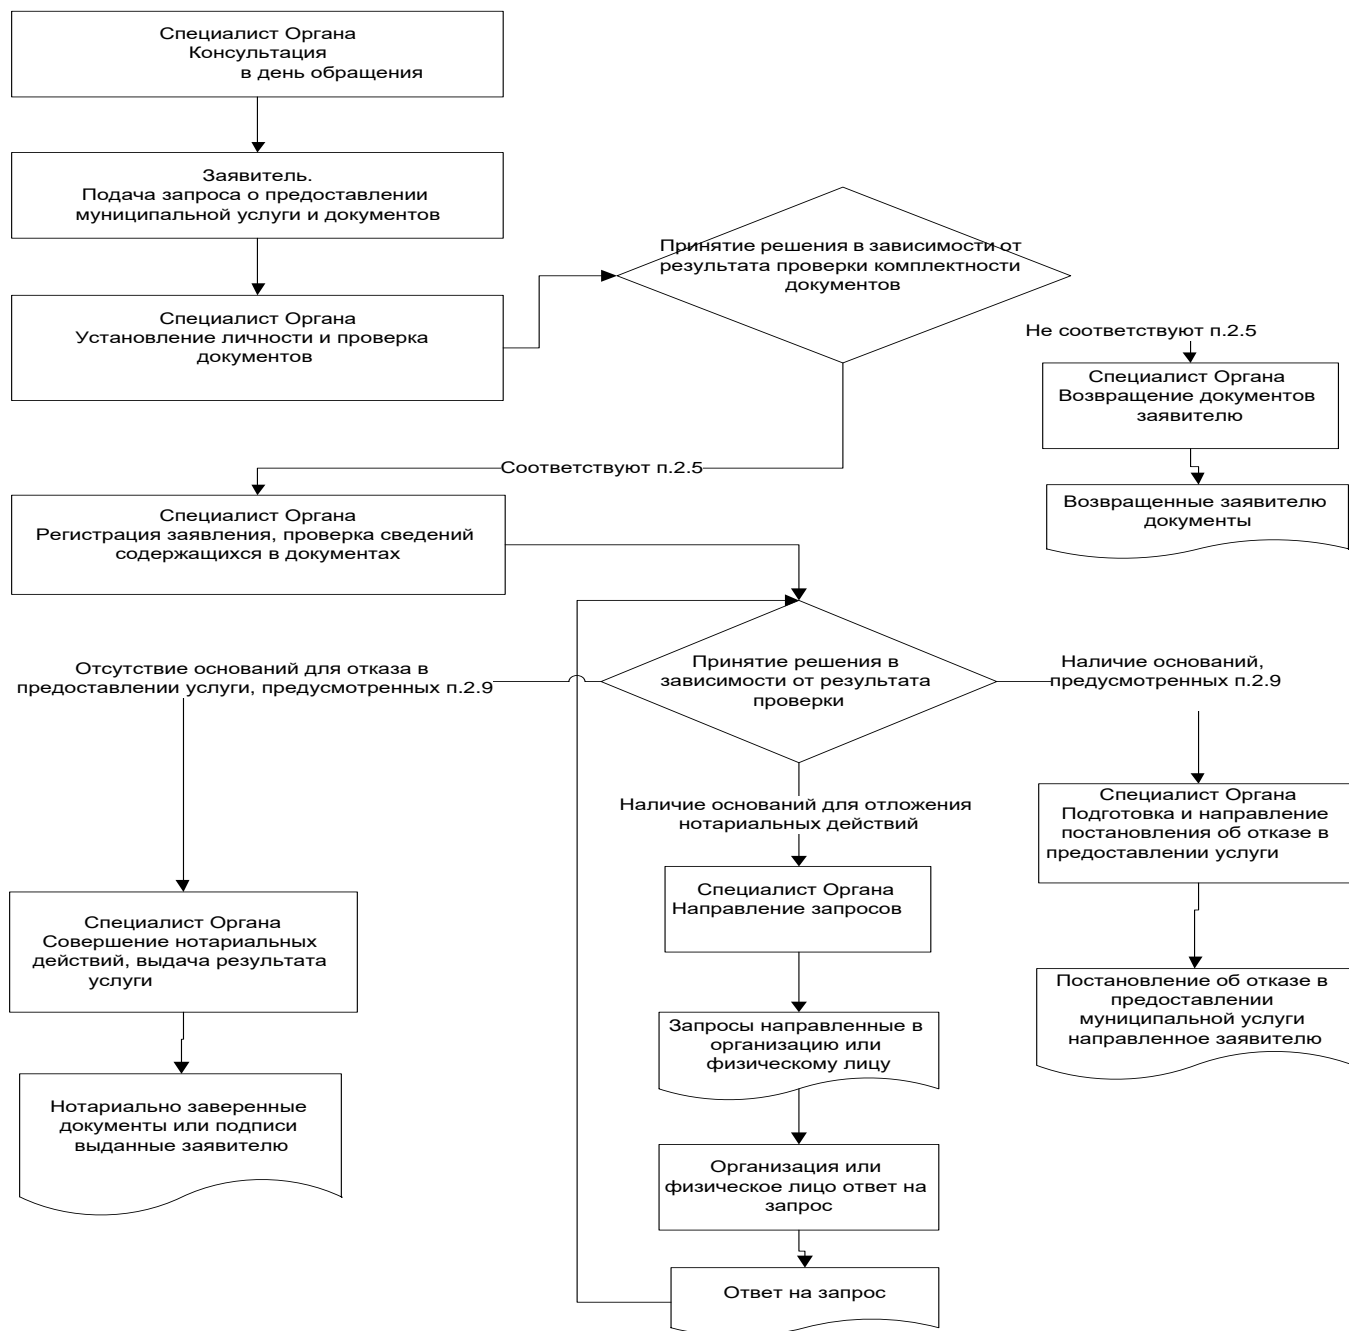 Специалист Органа
Консультация
в день обращения
Заявитель.
Подача запроса о предоставлении
муниципальной услуги и документов
Специалист Органа
Установление личности и проверка
документов
Принятие решения в зависимости от
результата проверки комплектности
документов
Не соответствуют п.2.5
Специалист Органа
Возвращение документов
заявителю
Возвращенные заявителю
документы
Соответствуют п.2.5
Специалист Органа
Регистрация заявления, проверка сведений
содержащихся в документах
Принятие решения в
зависимости от результата
проверки
Отсутствие оснований для отказа в
предоставлении услуги, предусмотренных п.2.9
Наличие оснований,
предусмотренных п.2.9
Наличие оснований для отложения
нотариальных действий
Специалист Органа
Подготовка и направление
постановления об отказе в
предоставлении услуги
Специалист Органа
Направление запросов
Специалист Органа
Совершение нотариальных
действий, выдача результата
услуги
Постановление об отказе в
предоставлении
муниципальной услуги
направленное заявителю
Запросы направленные в
организацию или
физическому лицу
Нотариально заверенные
документы или подписи
выданные заявителю
Организация или
физическое лицо ответ на
запрос
Ответ на запрос